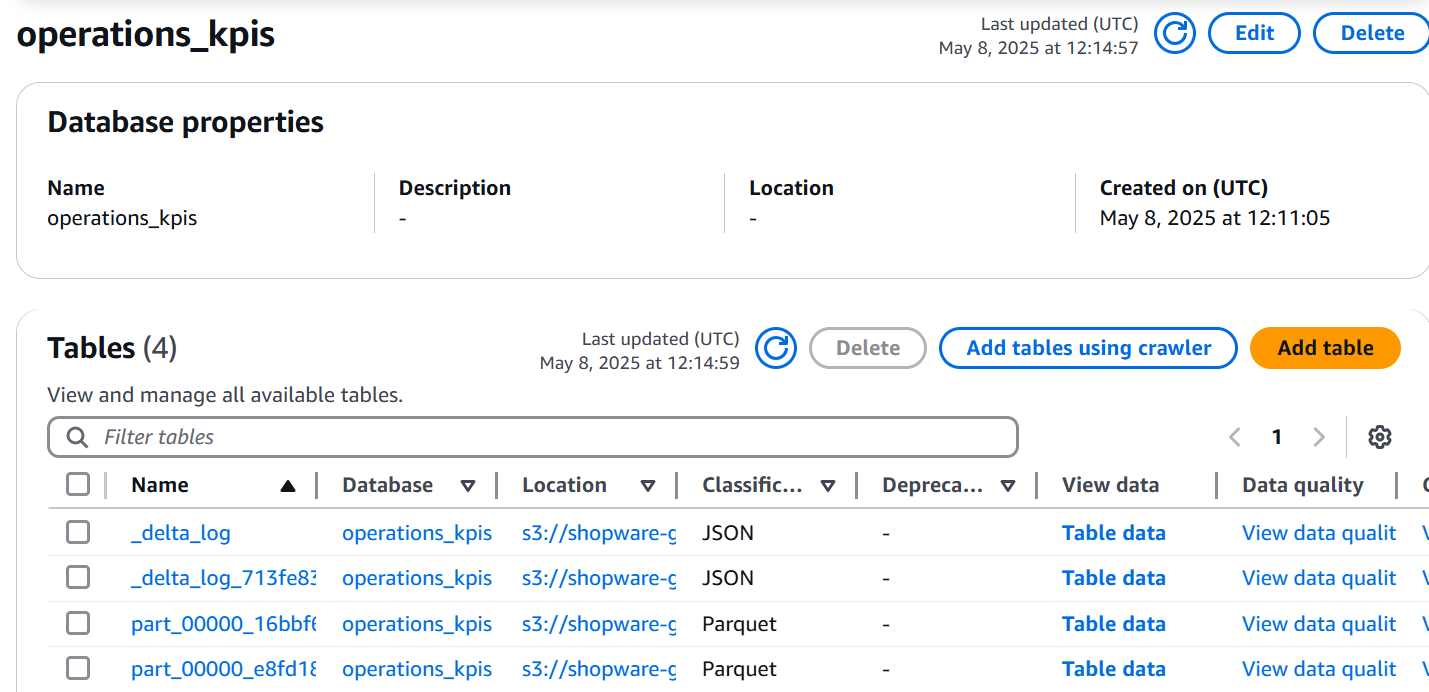 operations_kpis
Last updated (UTC)
May 8, 2025 at 12:14:57
Edit
Delete
Database properties
Name
operations_kpis
Description
-
Location
-
Created on (UTC)
May 8, 2025 at 12:11:05
Tables (4)
Last updated (UTC)
May 8, 2025 at 12:14:59
Delete
Add tables using crawler
Add table
View and manage all available tables.
Filter tables
1
Name Database Location Classific... Depreca... View data Data quality
_delta_log operations_kpis s3://shopware-g JSON - Table data View data qualit
_delta_log_713fe83 operations_kpis s3://shopware-g JSON - Table data View data qualit
part_00000_16bbf6 operations_kpis s3://shopware-g Parquet - Table data View data qualit
part_00000_e8fd18 operations_kpis s3://shopware-g Parquet - Table data View data qualit